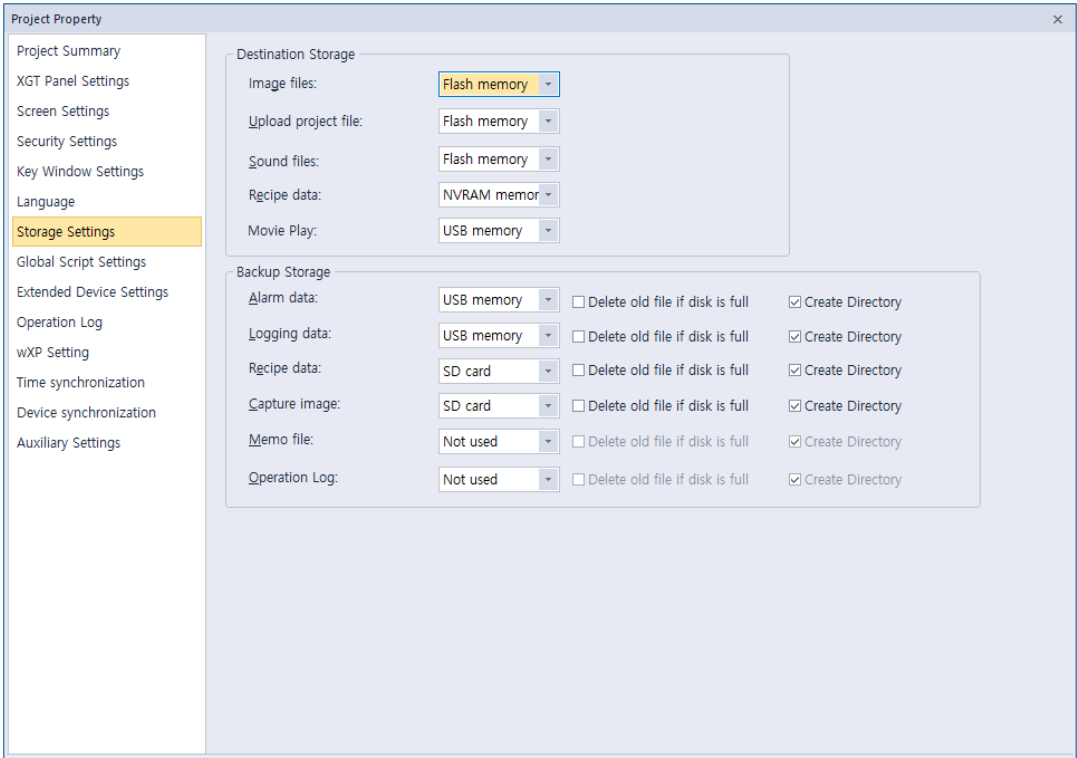 Project Property
Project Summary
XGT Panel Settings
Screen Settings
Security Settings
Key Window Settings
Language
Storage Settings
Global Script Settings
Extended Device Settings
Operation Log
wXP Setting
Time synchronization
Device synchronization
Auxiliary Settings
Destination Storage
Image files: Flash memory
Upload project file: Flash memory
Sound files: Flash memory
Recipe data: NVRAM memor
Movie Play: USB memory
Backup Storage
Alarm data: USB memory Delete old file if disk is full Create Directory
Logging data: USB memory Delete old file if disk is full Create Directory
Recipe data: SD card Delete old file if disk is full Create Directory
Capture image: SD card Delete old file if disk is full Create Directory
Memo file: Not used Delete old file if disk is full Create Directory
Operation Log: Not used Delete old file if disk is full Create Directory